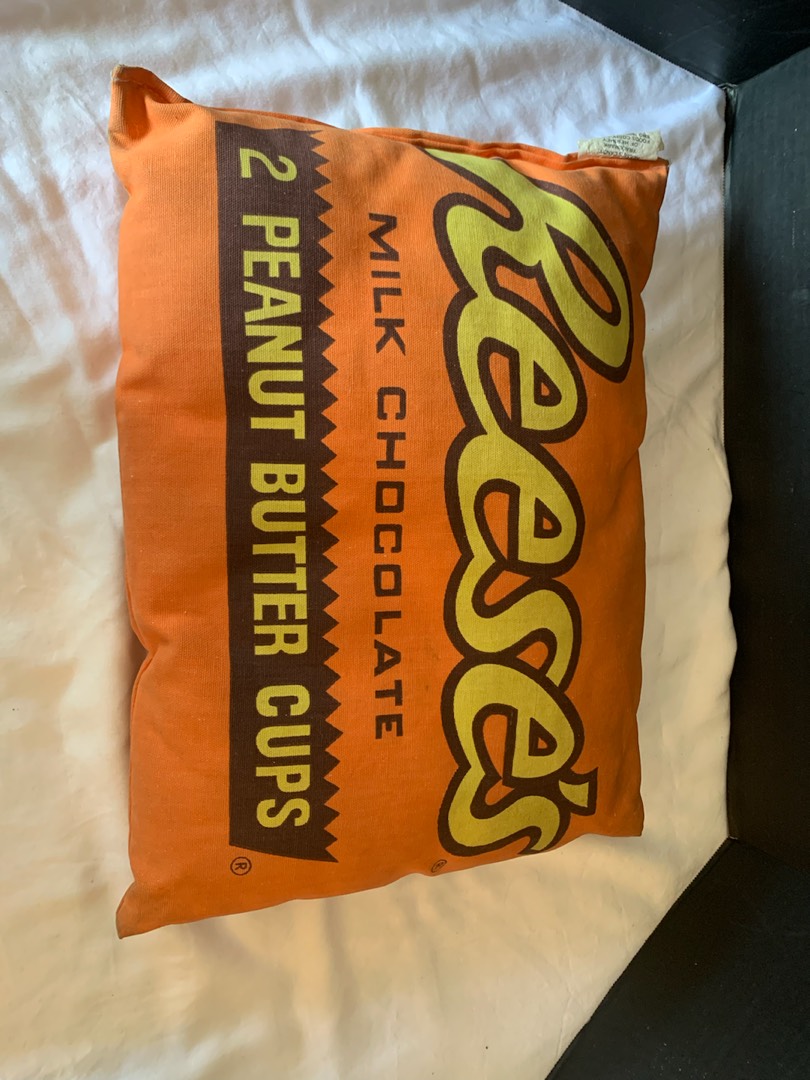 Reese's ®
MILK CHOCOLATE
2 PEANUT BUTTER CUPS ®